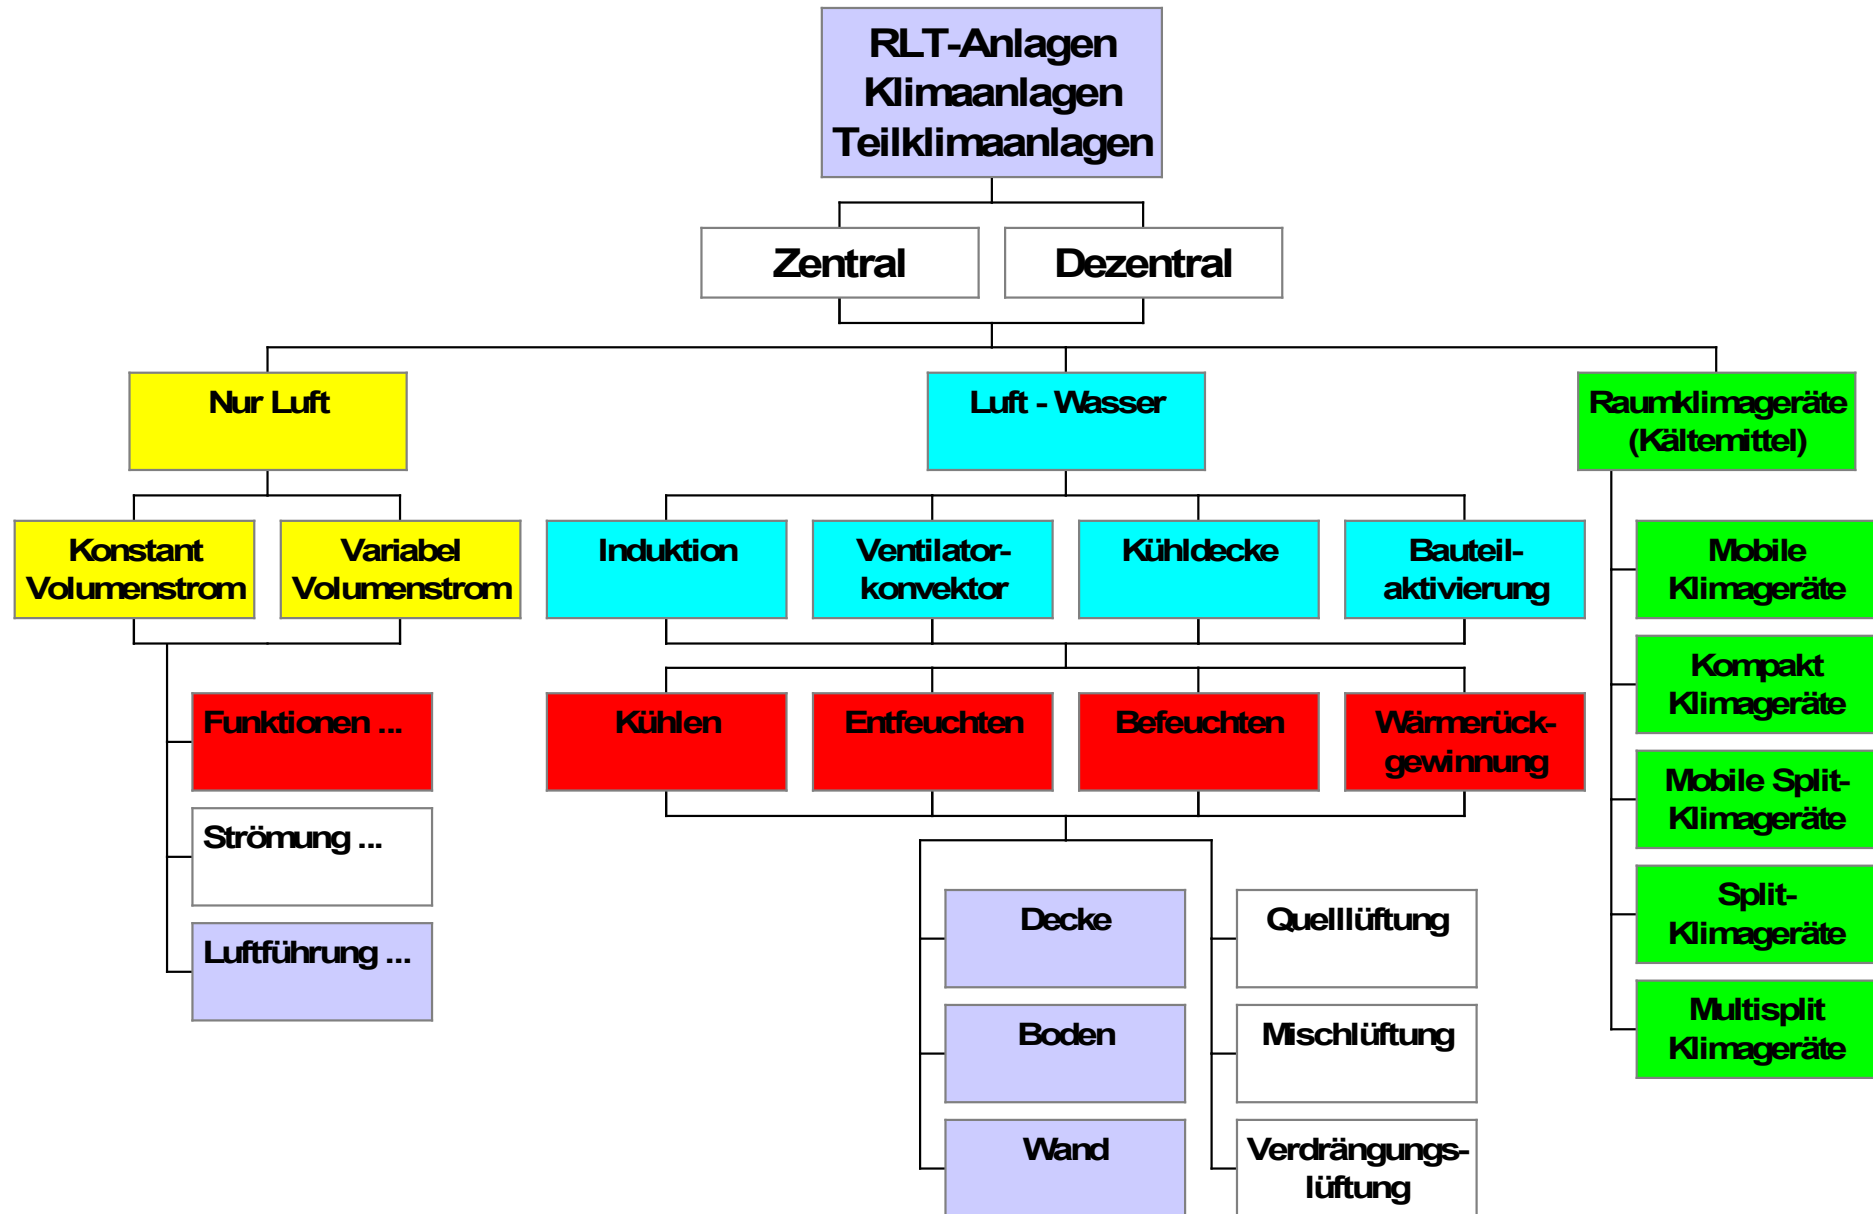 RLT-Anlagen
Klimaanlagen
Teilklimaanlagen
Zentral
Dezentral
Nur Luft
Luft - Wasser
Raumklimageräte
(Kältemittel)
Konstant
Volumenstrom
Variabel
Volumenstrom
Induktion
Ventilator-
konvektor
Kühldecke
Bauteil-
aktivierung
Mobile
Klimageräte
Kompakt
Klimageräte
Mobile Split-
Klimageräte
Split-
Klimageräte
Multisplit
Klimageräte
Funktionen ...
Strömung ...
Luftführung ...
Kühlen
Entfeuchten
Befeuchten
Wärmerück-
gewinnung
Decke
Boden
Wand
Quelllüftung
Mischlüftung
Verdrängungs-
lüftung